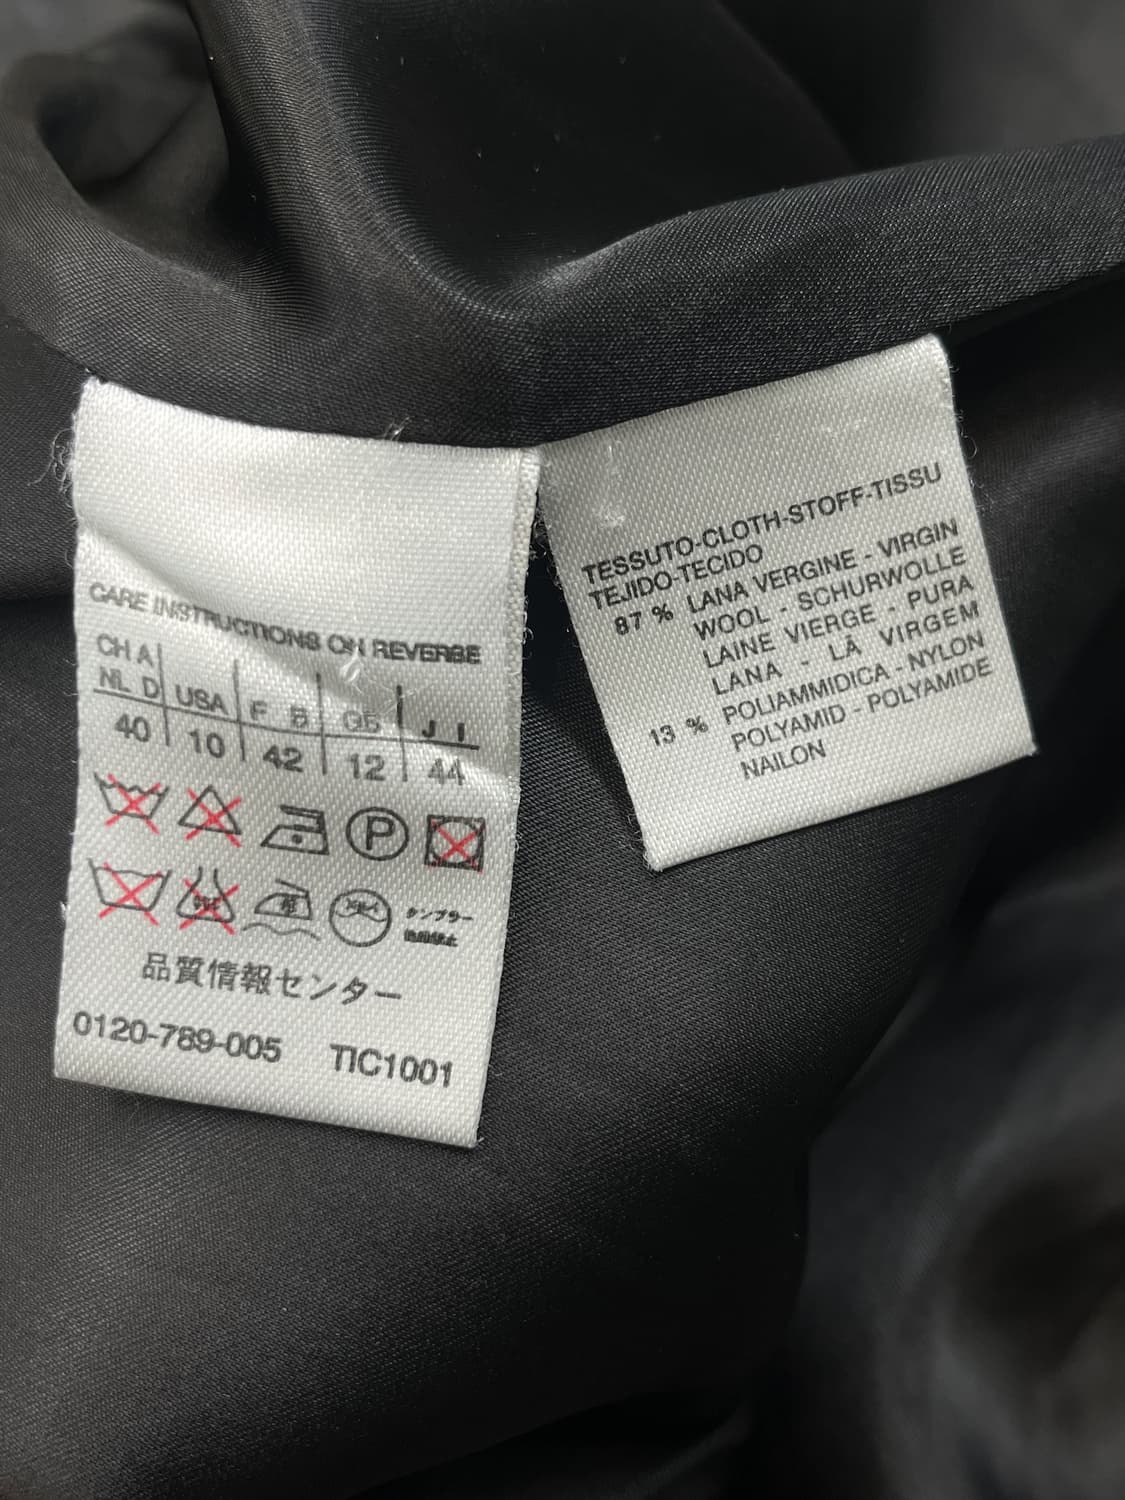 CARE INSTRUCTIONS ON REVERSE
CH A
NL D USA F B GB J I
40 10 42 12 44
P
タンブラー
品質情報センター
0120-789-005 TIC1001
TESSUTO-CLOTH-STOFF-TISSU
TEJIDO-TECIDO
87 % LANA VERGINE - VIRGIN
WOOL - SCHURWOLLE
LAINE VIERGE - PURA
LANA - LÀ VIRGEM
13 % POLIAMMIDICA - NYLON
POLYAMID - POLYAMIDE
NAILON